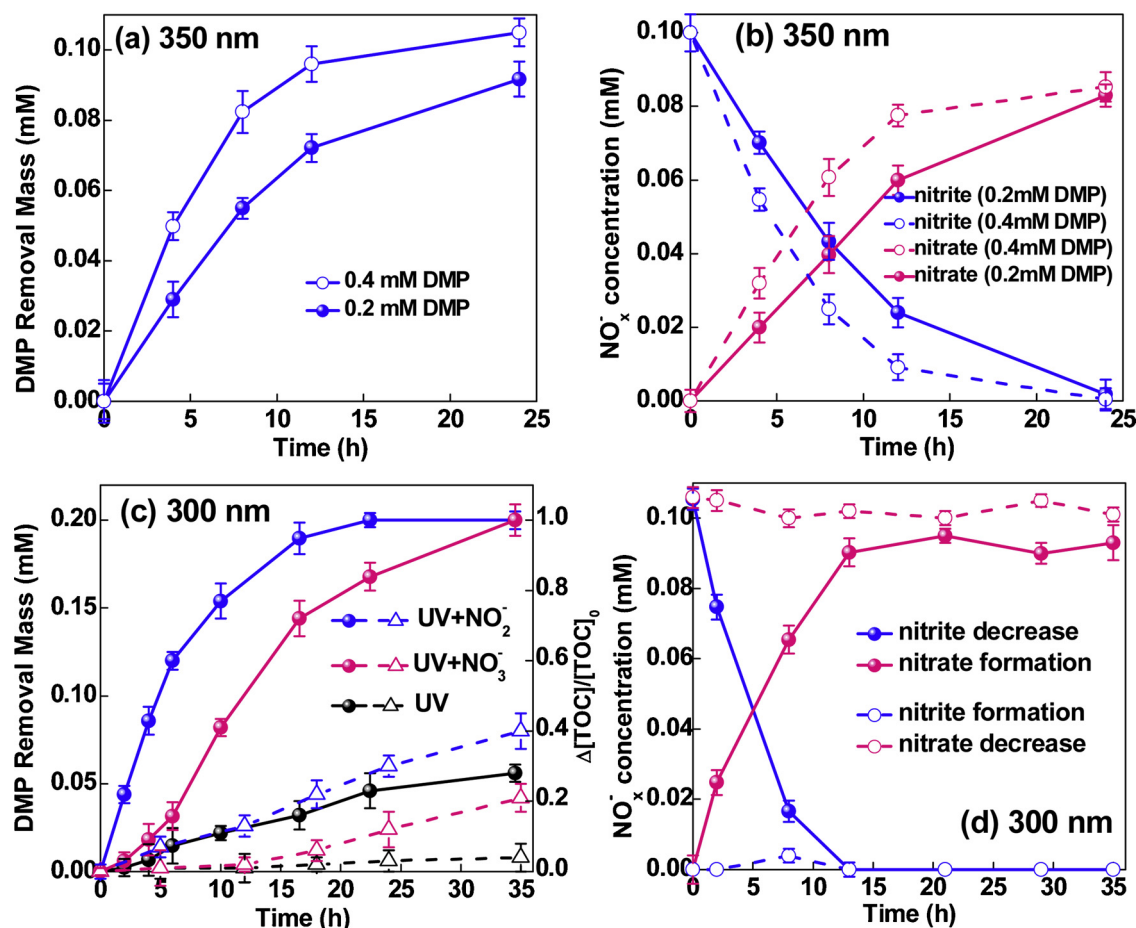 (a) 350 nm
DMP Removal Mass (mM)
0.10
0.08
0.06
0.04
0.02
0.00
0.4 mM DMP
0.2 mM DMP
0 5 10 15 20 25
Time (h)
(b) 350 nm
NOₓ⁻ concentration (mM)
0.10
0.08
0.06
0.04
0.02
0.00
nitrite (0.2mM DMP)
nitrite (0.4mM DMP)
nitrate (0.4mM DMP)
nitrate (0.2mM DMP)
0 5 10 15 20 25
Time (h)
(c) 300 nm
DMP Removal Mass (mM)
0.20
0.15
0.10
0.05
0.00
UV+NO₂⁻
UV+NO₃⁻
UV
1.0
0.8
0.6
0.4
0.2
0.0
Δ[TOC]/[TOC]₀
0 5 10 15 20 25 30 35
Time (h)
NOₓ⁻ concentration (mM)
0.10
0.08
0.06
0.04
0.02
0.00
nitrite decrease
nitrate formation
nitrite formation
nitrate decrease
(d) 300 nm
0 5 10 15 20 25 30 35
Time (h)